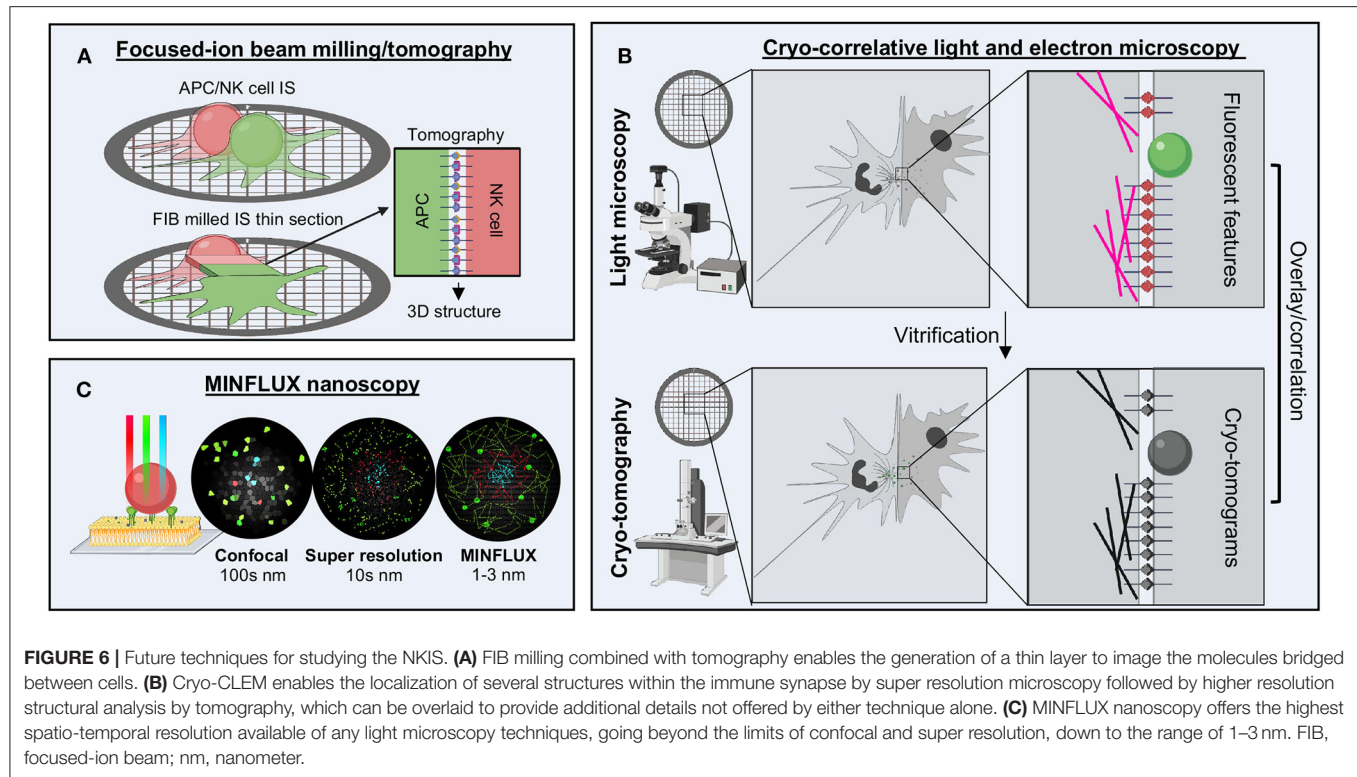 A
Focused-ion beam milling/tomography
APC/NK cell IS
Tomography
APC
NK cell
FIB milled IS thin section
3D structure
B
Cryo-correlative light and electron microscopy
Light microscopy
Fluorescent features
Vitrification
Overlay/correlation
Cryo-tomography
Cryo-tomograms
C
MINFLUX nanoscopy
Confocal
100s nm
Super resolution
10s nm
MINFLUX
1-3 nm
FIGURE 6 | Future techniques for studying the NKIS. (A) FIB milling combined with tomography enables the generation of a thin layer to image the molecules bridged
between cells. (B) Cryo-CLEM enables the localization of several structures within the immune synapse by super resolution microscopy followed by higher resolution
structural analysis by tomography, which can be overlaid to provide additional details not offered by either technique alone. (C) MINFLUX nanoscopy offers the highest
spatio-temporal resolution available of any light microscopy techniques, going beyond the limits of confocal and super resolution, down to the range of 1–3 nm. FIB,
focused-ion beam; nm, nanometer.